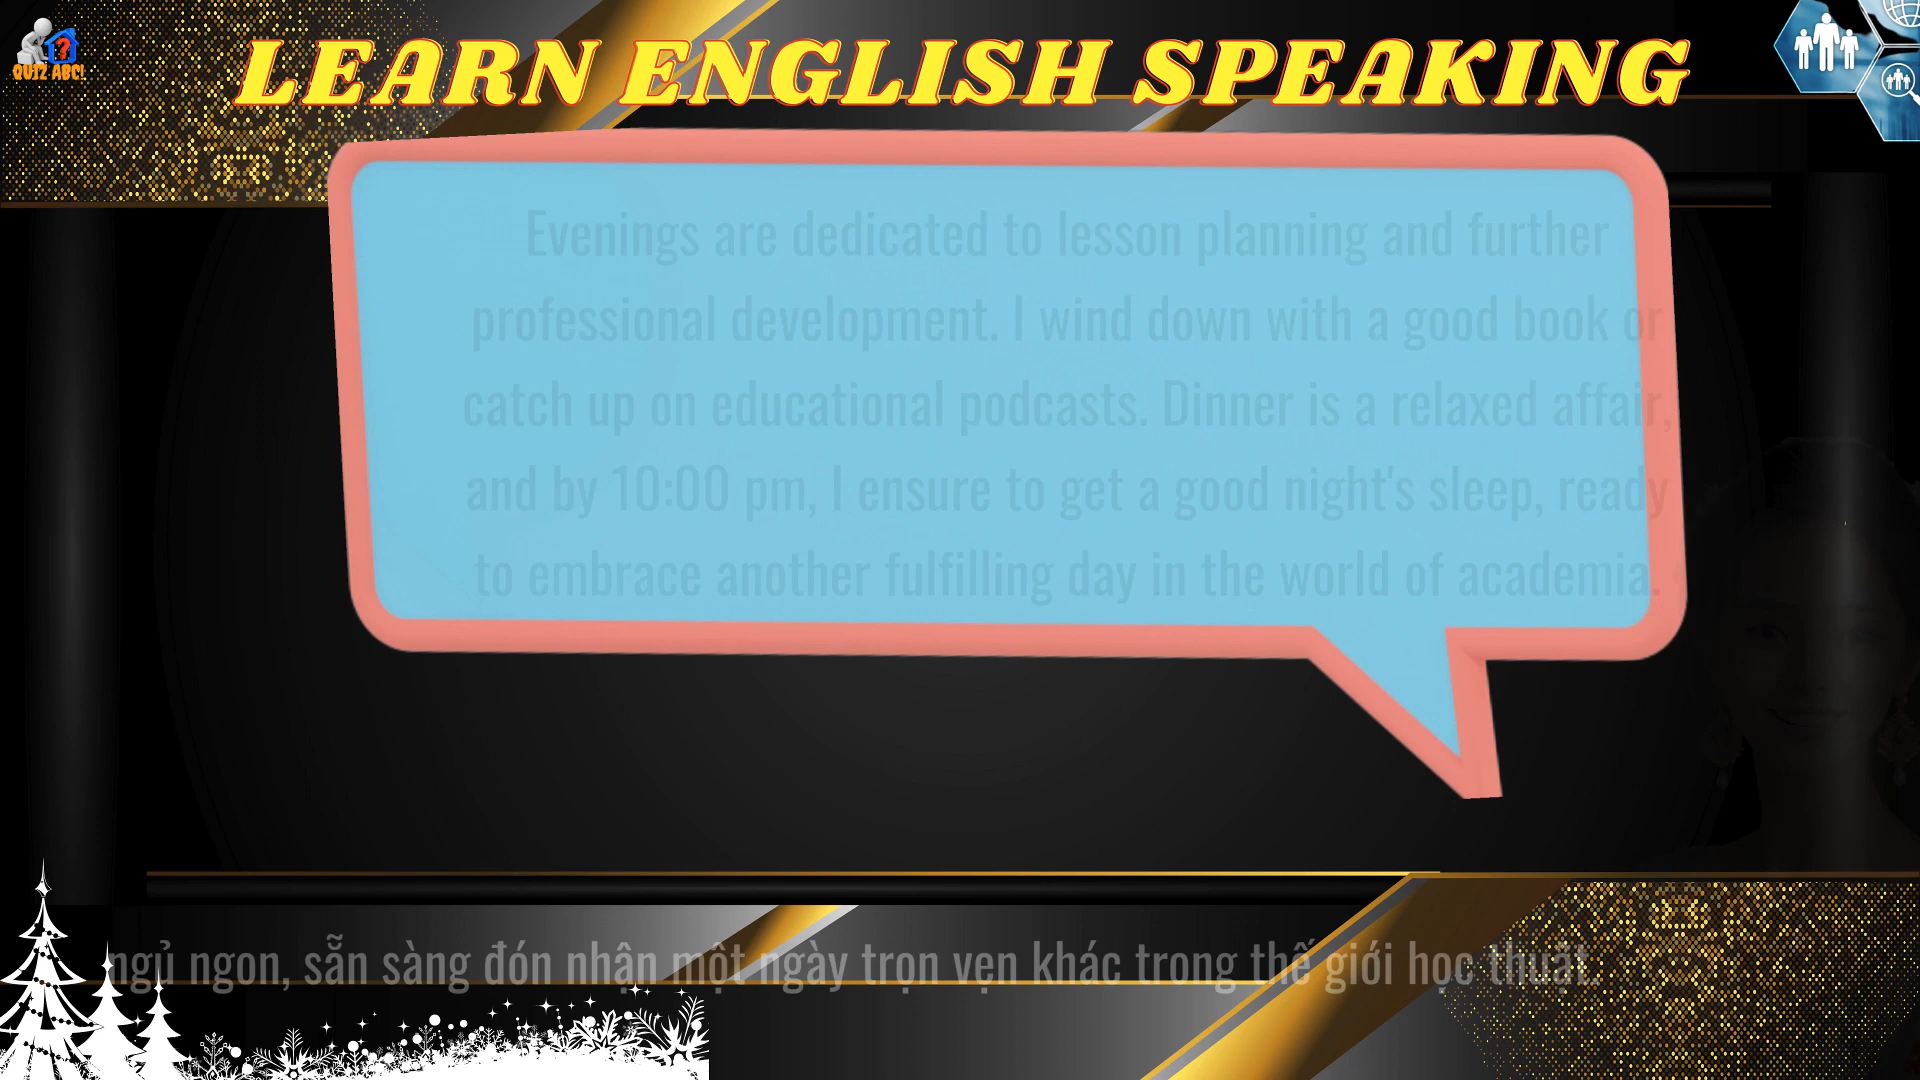 QUIZ ABC!
LEARN ENGLISH SPEAKING
Evenings are dedicated to lesson planning and further
professional development. I wind down with a good book or
catch up on educational podcasts. Dinner is a relaxed affair,
and by 10:00 pm, I ensure to get a good night's sleep, ready
to embrace another fulfilling day in the world of academia.
ngủ ngon, sẵn sàng đón nhận một ngày trọn vẹn khác trong thế giới học thuật.